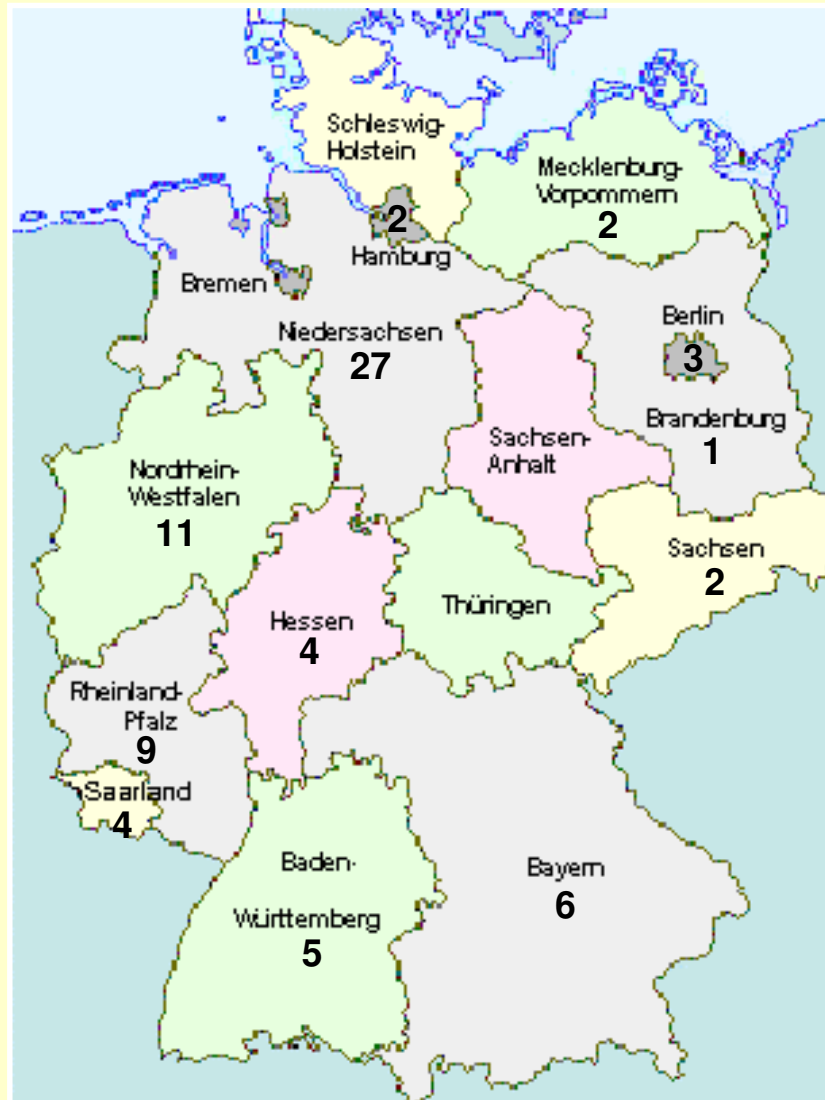 Schleswig-
Holstein
Mecklenburg-
Vorpommern
2
2
Hamburg
Bremen
Niedersachsen
27
Berlin
3
Brandenburg
1
Sachsen-
Anhalt
Nordrhein-
Westfalen
11
Sachsen
2
Thüringen
Hessen
4
Rheinland-
Pfalz
9
Saarland
4
Baden-
Württemberg
5
Bayern
6